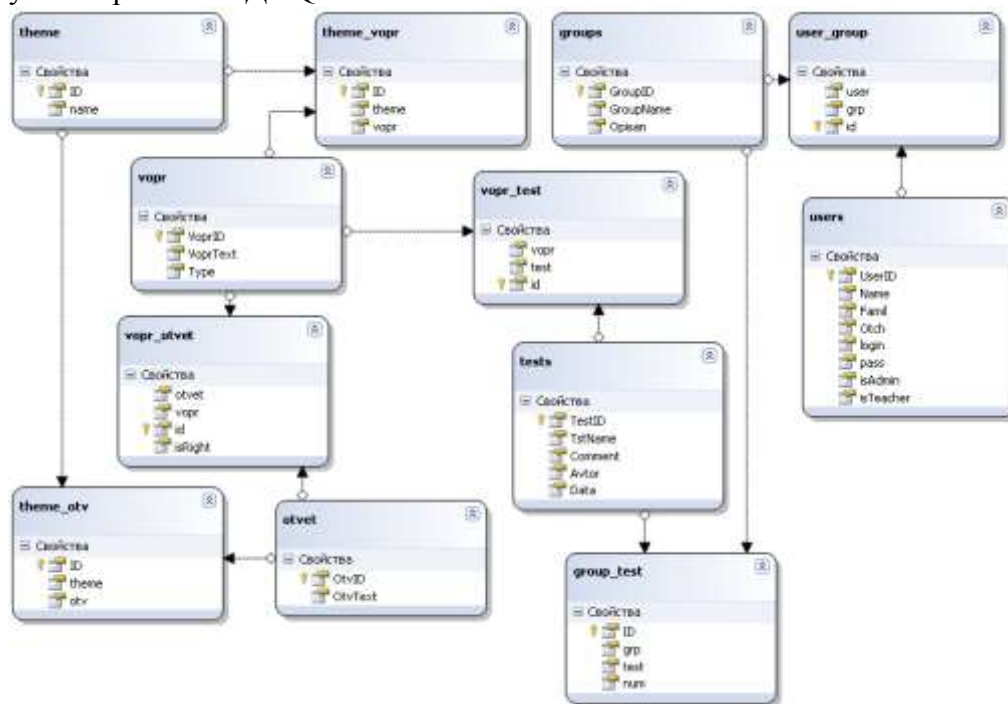 theme
Свойства
ID
name
theme_vopr
Свойства
ID
theme
vopr
groups
Свойства
GroupID
GroupName
Opisan
user_group
Свойства
user
grp
id
vopr
Свойства
VoprID
VoprText
Type
vopr_test
Свойства
vopr
test
id
users
Свойства
UserID
Name
Famil
Otch
login
pass
isAdmin
isTeacher
vopr_otvet
Свойства
otvet
vopr
id
isRight
tests
Свойства
TestID
TstName
Comment
Avtor
Data
theme_otv
Свойства
ID
theme
otv
otvet
Свойства
OtvID
OtvText
group_test
Свойства
ID
grp
test
num